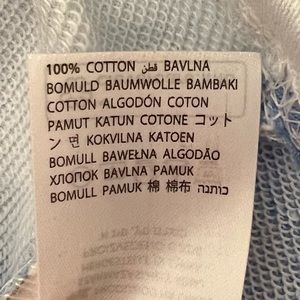 100% COTTON قطن BAVLNA
BOMULD BAUMWOLLE BAMBAKI
COTTON ALGODÓN COTON
PAMUT KATUN COTONE コット
ン 면 KOKVILNA KATOEN
BOMULL BAWEŁNA ALGODÃO
ХЛОПОК BAVLNA PAMUK
BOMULL PAMUK 棉 棉布 כותנה